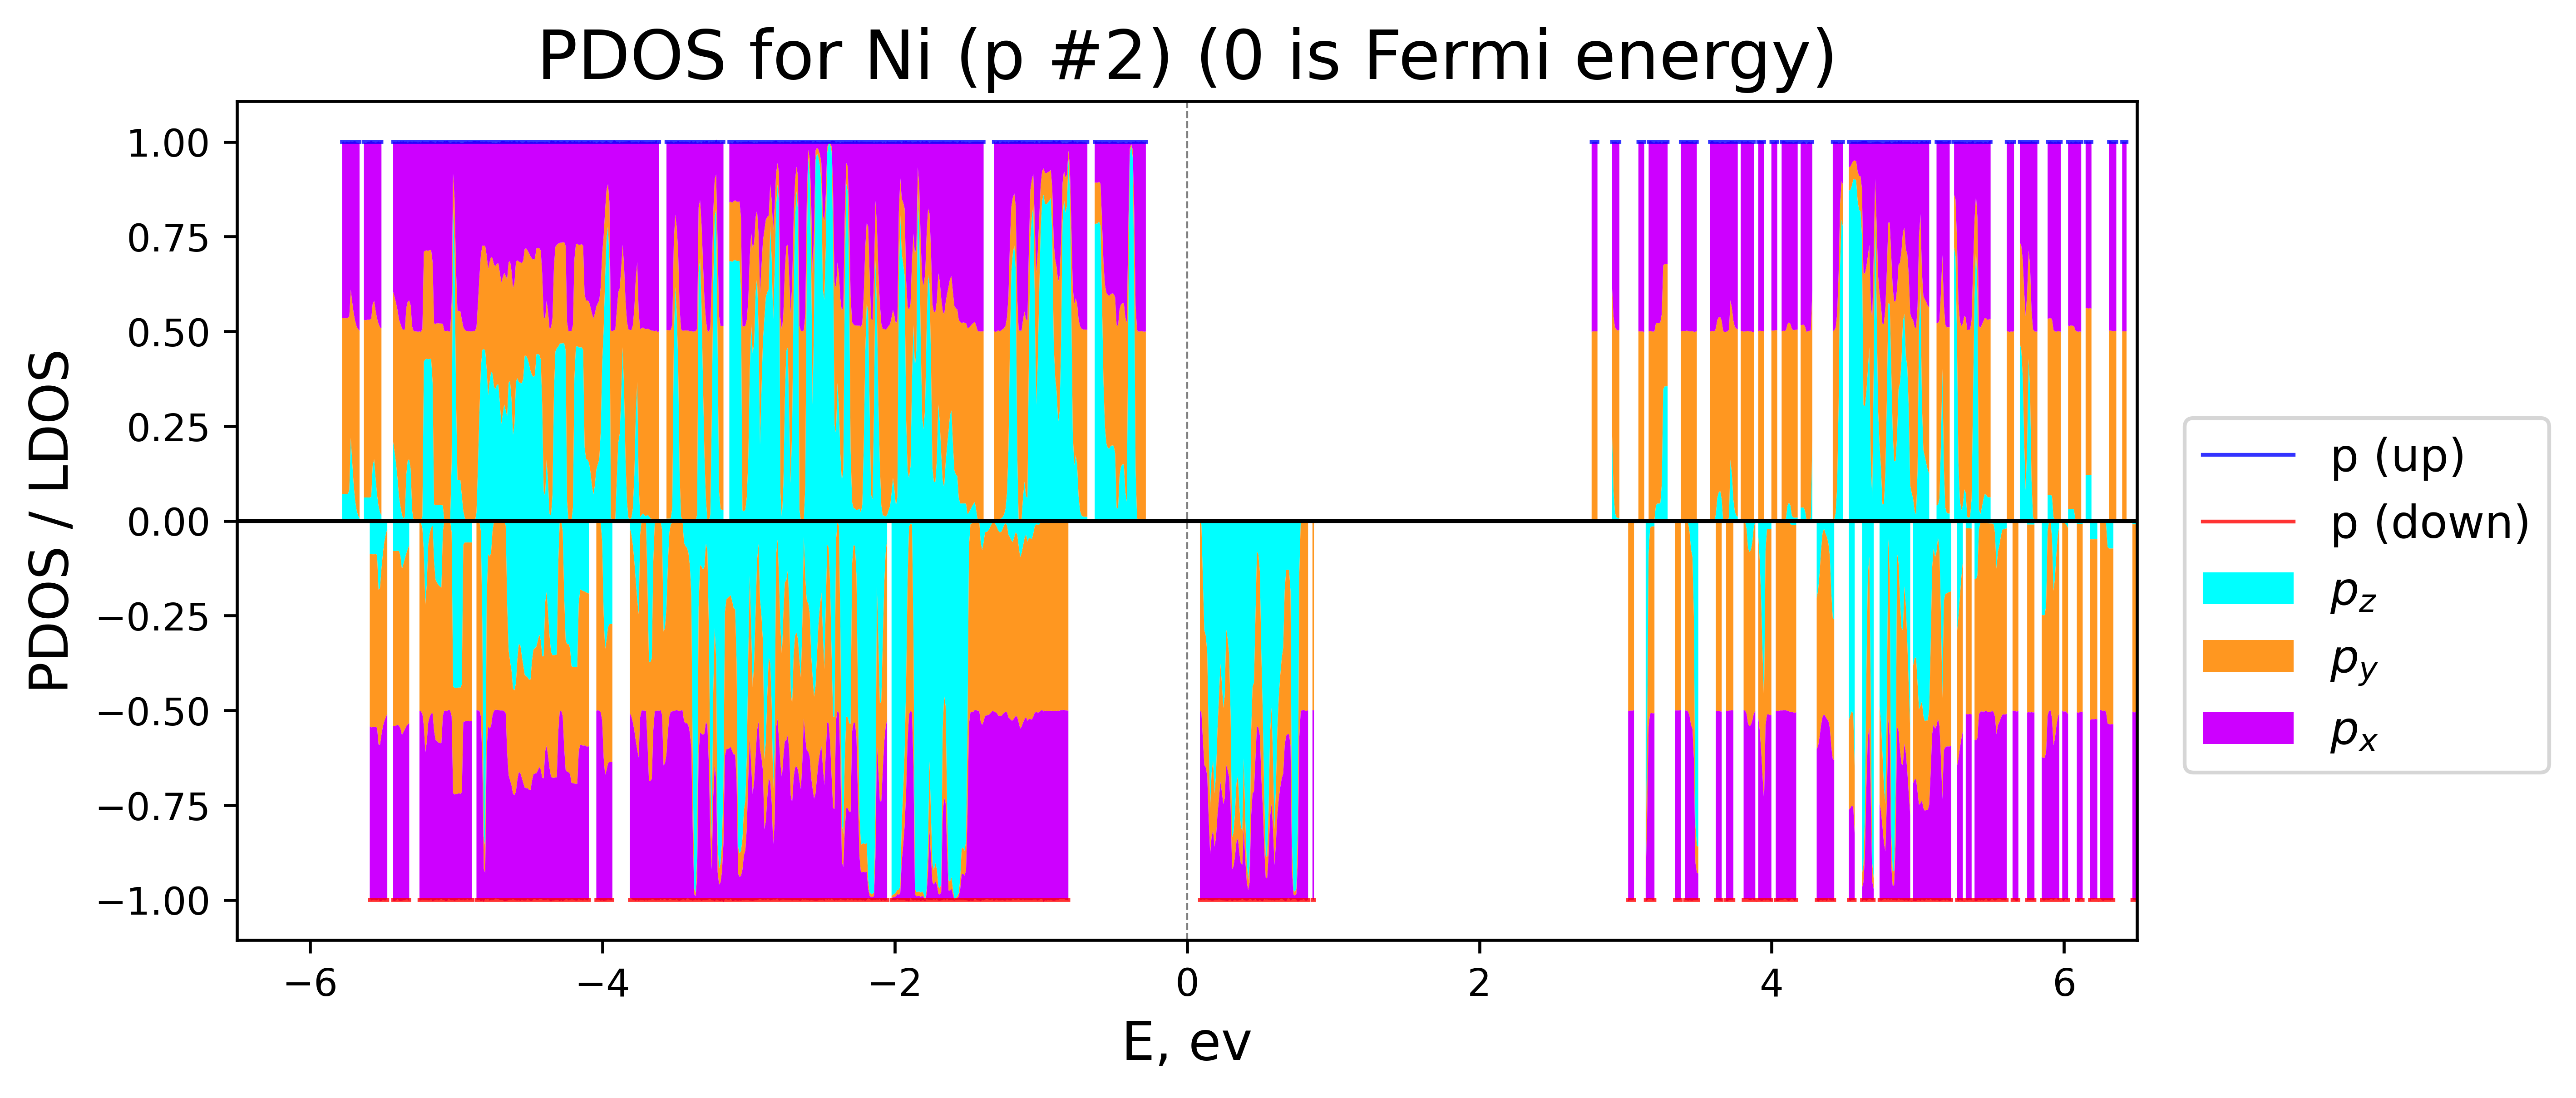 PDOS for Ni (p #2) (0 is Fermi energy)
PDOS / LDOS
1.00
0.75
0.50
0.25
0.00
−0.25
−0.50
−0.75
−1.00
−6
−4
−2
0
2
4
6
E, ev
p (up)
p (down)
p_z
p_y
p_x